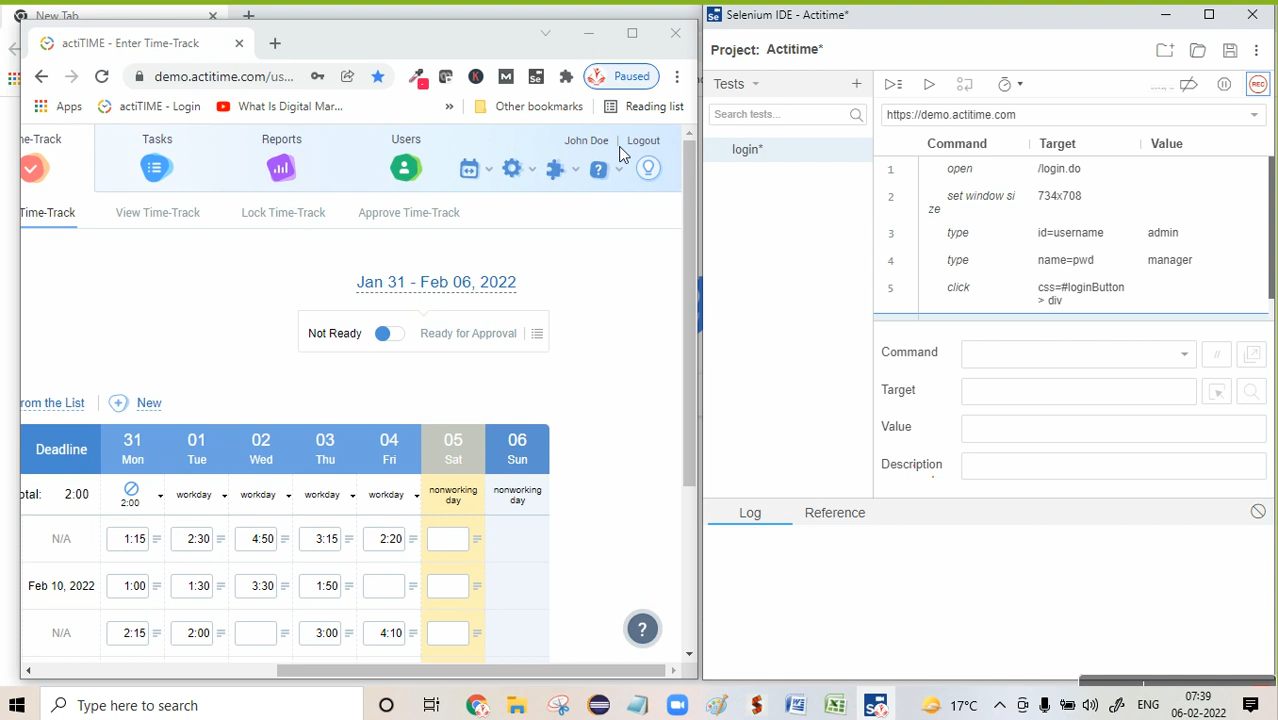 New Tab
actiTIME - Enter Time-Track
demo.actitime.com/us...
Paused
Apps
actiTIME - Login
What Is Digital Mar...
»
Other bookmarks
Reading list
me-Track
Tasks
Reports
Users
John Doe
Logout
Time-Track
View Time-Track
Lock Time-Track
Approve Time-Track
Jan 31 - Feb 06, 2022
Not Ready
Ready for Approval
rom the List
New
Deadline
31 01 02 03 04 05 06
Mon Tue Wed Thu Fri Sat Sun
otal: 2:00
2:00 workday workday workday workday nonworking day nonworking day
N/A 1:15 2:30 4:50 3:15 2:20
Feb 10, 2022 1:00 1:30 3:30 1:50
N/A 2:15 2:00 3:00 4:10
?
Selenium IDE - Actitime*
Project: Actitime*
Tests
Search tests...
login*
REC
https://demo.actitime.com
Command Target Value
1 open /login.do
2 set window si
ze 734x708
3 type id=username admin
4 type name=pwd manager
5 click css=#loginButton
> div
Command
//
Target
Value
Description
Log
Reference
Type here to search
17°C
ENG
07:39
06-02-2022